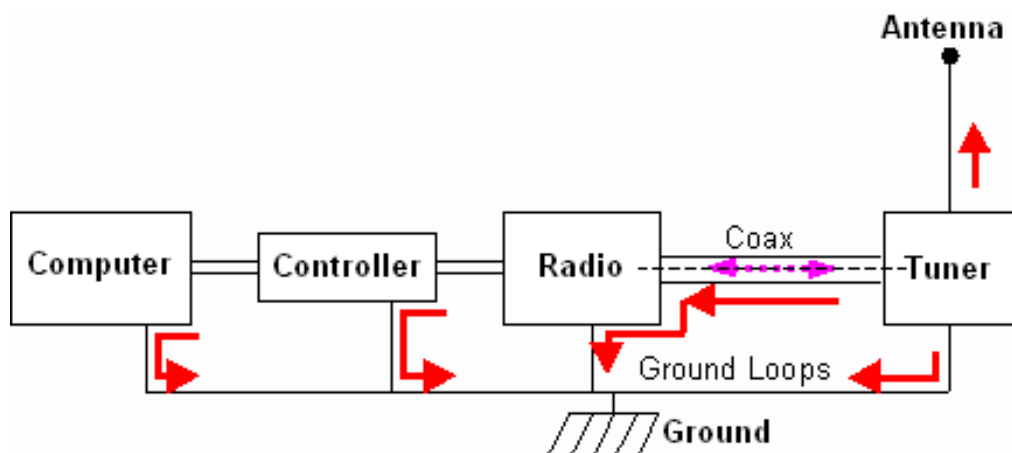 Antenna
Computer
Controller
Radio
Coax
Tuner
Ground Loops
Ground